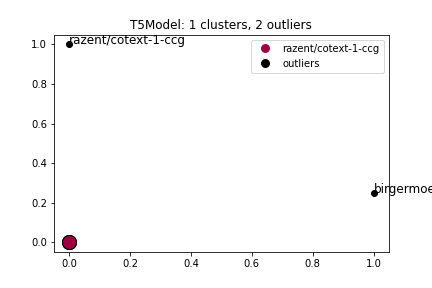 T5Model: 1 clusters, 2 outliers
1.0
0.8
0.6
0.4
0.2
0.0
razent/cotext-1-ccg
razent/cotext-1-ccg
outliers
birgermoe
0.0
0.2
0.4
0.6
0.8
1.0